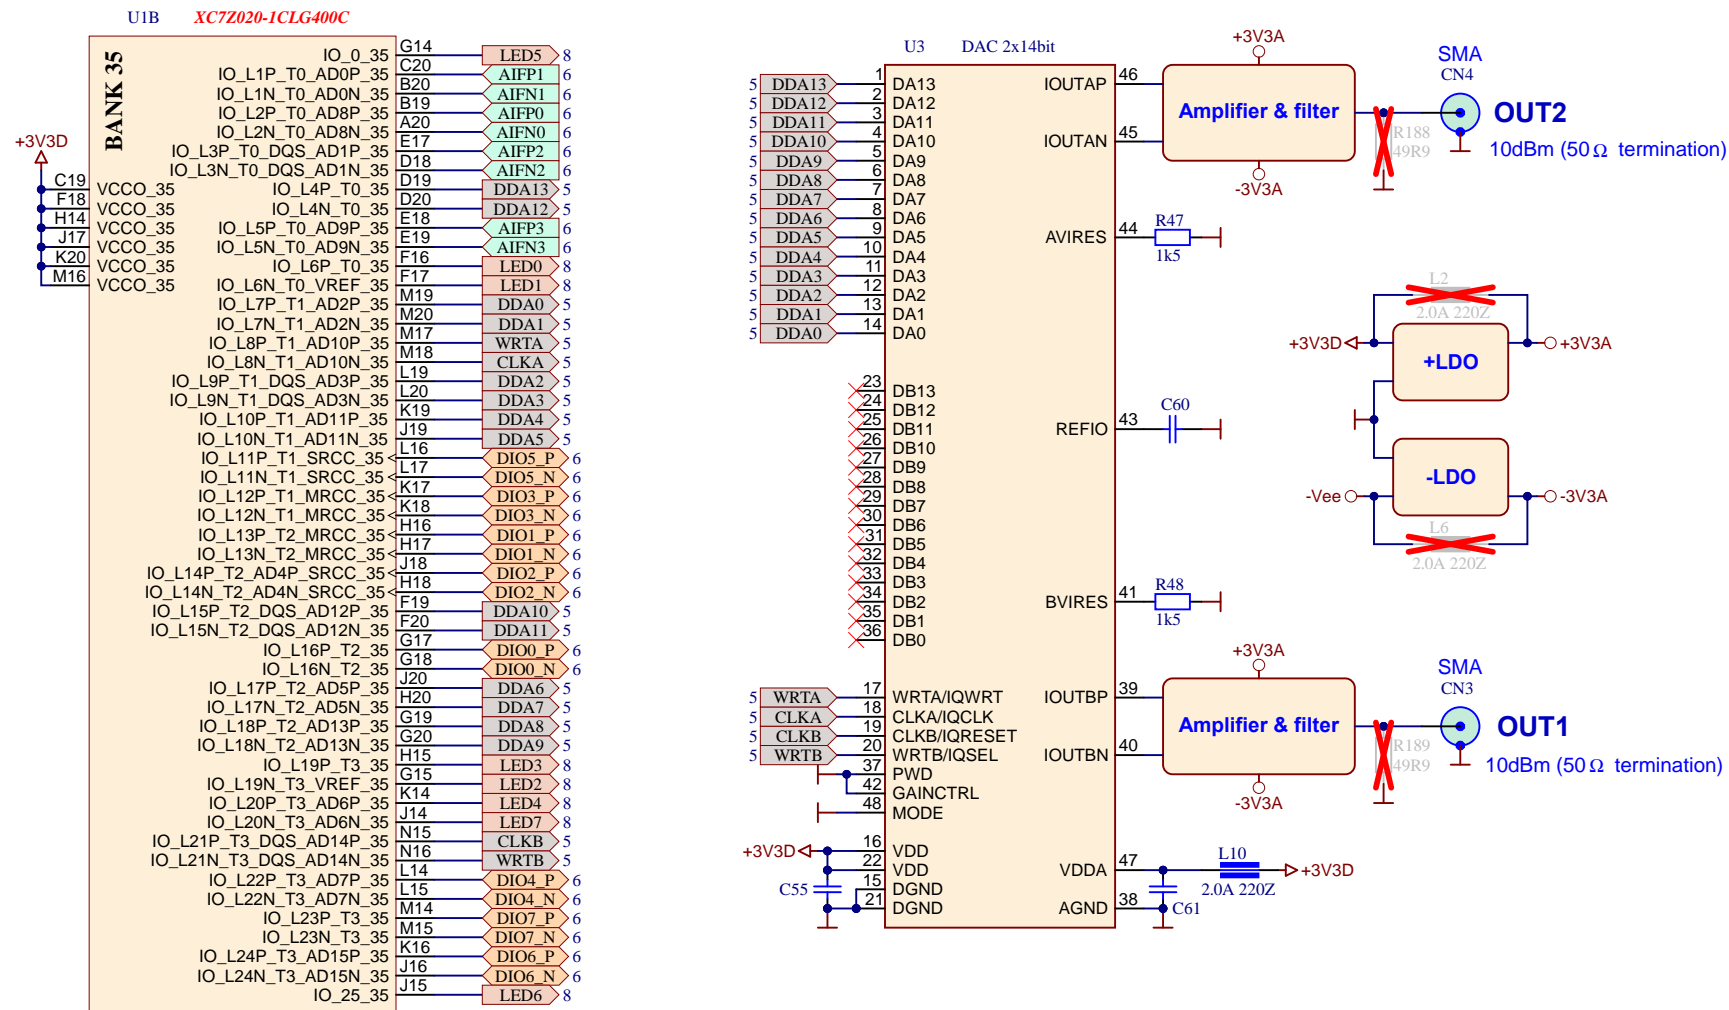 U1B XC7Z020-1CLG400C
BANK 35
+3V3D
C19 VCCO_35
F18 VCCO_35
H14 VCCO_35
J17 VCCO_35
K20 VCCO_35
M16 VCCO_35
IO_0_35 G14 LED5 8
IO_L1P_T0_AD0P_35 C20 AIFP1 6
IO_L1N_T0_AD0N_35 B20 AIFN1 6
IO_L2P_T0_AD8P_35 B19 AIFP0 6
IO_L2N_T0_AD8N_35 A20 AIFN0 6
IO_L3P_T0_DQS_AD1P_35 E17 AIFP2 6
IO_L3N_T0_DQS_AD1N_35 D18 AIFN2 6
IO_L4P_T0_35 D19 DDA13 5
IO_L4N_T0_35 D20 DDA12 5
IO_L5P_T0_AD9P_35 E18 AIFP3 6
IO_L5N_T0_AD9N_35 E19 AIFN3 6
IO_L6P_T0_35 F16 LED0 8
IO_L6N_T0_VREF_35 F17 LED1 8
IO_L7P_T1_AD2P_35 M19 DDA0 5
IO_L7N_T1_AD2N_35 M20 DDA1 5
IO_L8P_T1_AD10P_35 M17 WRTA 5
IO_L8N_T1_AD10N_35 M18 CLKA 5
IO_L9P_T1_DQS_AD3P_35 L19 DDA2 5
IO_L9N_T1_DQS_AD3N_35 L20 DDA3 5
IO_L10P_T1_AD11P_35 K19 DDA4 5
IO_L10N_T1_AD11N_35 J19 DDA5 5
IO_L11P_T1_SRCC_35 L16 DIO5_P 6
IO_L11N_T1_SRCC_35 L17 DIO5_N 6
IO_L12P_T1_MRCC_35 K17 DIO3_P 6
IO_L12N_T1_MRCC_35 K18 DIO3_N 6
IO_L13P_T2_MRCC_35 H16 DIO1_P 6
IO_L13N_T2_MRCC_35 H17 DIO1_N 6
IO_L14P_T2_AD4P_SRCC_35 J18 DIO2_P 6
IO_L14N_T2_AD4N_SRCC_35 H18 DIO2_N 6
IO_L15P_T2_DQS_AD12P_35 F19 DDA10 5
IO_L15N_T2_DQS_AD12N_35 F20 DDA11 5
IO_L16P_T2_35 G17 DIO0_P 6
IO_L16N_T2_35 G18 DIO0_N 6
IO_L17P_T2_AD5P_35 J20 DDA6 5
IO_L17N_T2_AD5N_35 H20 DDA7 5
IO_L18P_T2_AD13P_35 G19 DDA8 5
IO_L18N_T2_AD13N_35 G20 DDA9 5
IO_L19P_T3_35 H15 LED3 8
IO_L19N_T3_VREF_35 G15 LED2 8
IO_L20P_T3_AD6P_35 K14 LED4 8
IO_L20N_T3_AD6N_35 J14 LED7 8
IO_L21P_T3_DQS_AD14P_35 N15 CLKB 5
IO_L21N_T3_DQS_AD14N_35 N16 WRTB 5
IO_L22P_T3_AD7P_35 L14 DIO4_P 6
IO_L22N_T3_AD7N_35 L15 DIO4_N 6
IO_L23P_T3_35 M14 DIO7_P 6
IO_L23N_T3_35 M15 DIO7_N 6
IO_L24P_T3_AD15P_35 K16 DIO6_P 6
IO_L24N_T3_AD15N_35 J16 DIO6_N 6
IO_25_35 J15 LED6 8
U3 DAC 2x14bit
5 DDA13 1 DA13
5 DDA12 2 DA12
5 DDA11 3 DA11
5 DDA10 4 DA10
5 DDA9 5 DA9
5 DDA8 6 DA8
5 DDA7 7 DA7
5 DDA6 8 DA6
5 DDA5 9 DA5
5 DDA4 10 DA4
5 DDA3 11 DA3
5 DDA2 12 DA2
5 DDA1 13 DA1
5 DDA0 14 DA0
23 DB13
24 DB12
25 DB11
26 DB10
27 DB9
28 DB8
29 DB7
30 DB6
31 DB5
32 DB4
33 DB3
34 DB2
35 DB1
36 DB0
5 WRTA 17 WRTA/IQWRT
5 CLKA 18 CLKA/IQCLK
5 CLKB 19 CLKB/IQRESET
5 WRTB 20 WRTB/IQSEL
37 PWD
42 GAINCTRL
48 MODE
+3V3D 16 VDD
22 VDD
C55 15 DGND
21 DGND
IOUTAP 46
IOUTAN 45
AVIRES 44 R47
1k5
REFIO 43 C60
BVIRES 41 R48
1k5
IOUTBP 39
IOUTBN 40
VDDA 47 L10 +3V3D
2.0A 220Z
AGND 38 C61
+3V3A
Amplifier & filter
-3V3A
SMA
CN4
OUT2
R188
49R9
10dBm (50Ω termination)
L2
2.0A 220Z
+3V3D +LDO +3V3A
-Vee -LDO -3V3A
L6
2.0A 220Z
+3V3A
Amplifier & filter
-3V3A
SMA
CN3
OUT1
R189
49R9
10dBm (50Ω termination)